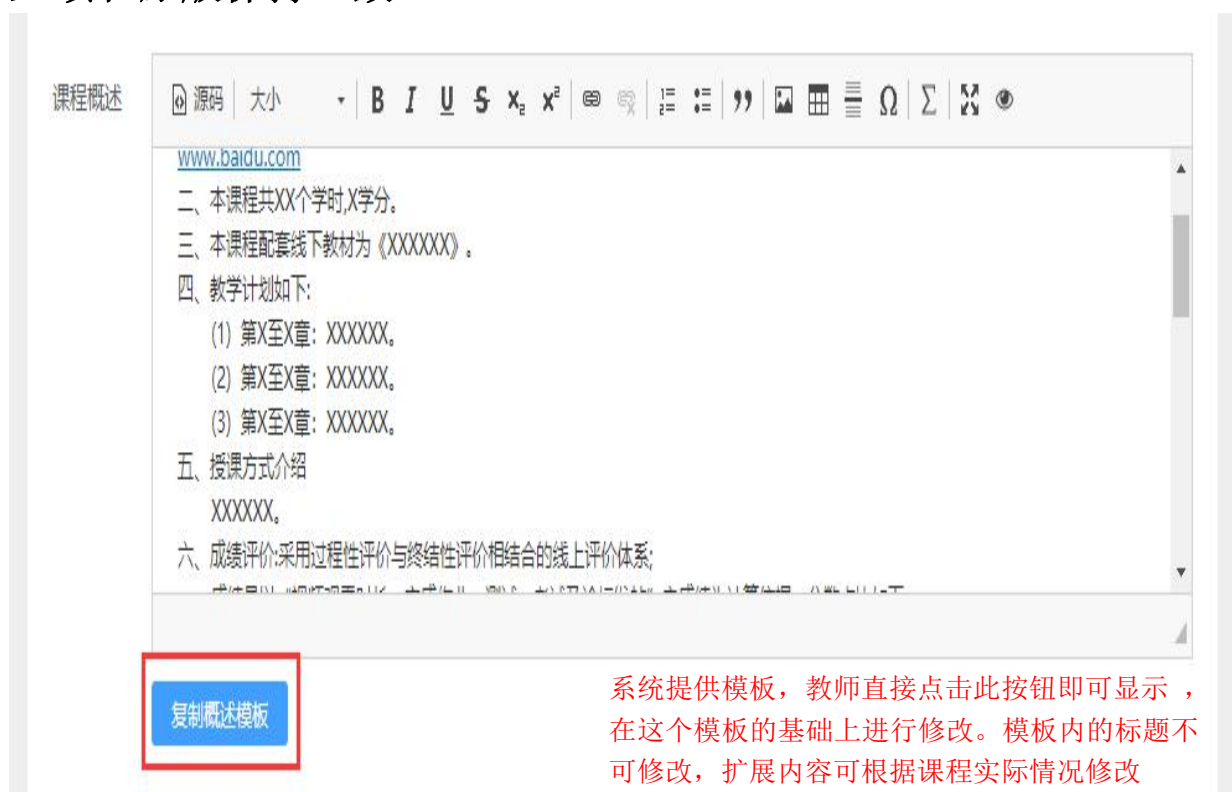 课程概述
源码 大小 B I U S x₂ x² Ω Σ
www.baidu.com
二、本课程共XX个学时,X学分。
三、本课程配套线下教材为《XXXXXX》。
四、教学计划如下:
(1) 第X至X章: XXXXXX。
(2) 第X至X章: XXXXXX。
(3) 第X至X章: XXXXXX。
五、授课方式介绍
XXXXXX。
六、成绩评价:采用过程性评价与终结性评价相结合的线上评价体系;
复制概述模板
系统提供模板，教师直接点击此按钮即可显示 ，
在这个模板的基础上进行修改。模板内的标题不
可修改，扩展内容可根据课程实际情况修改